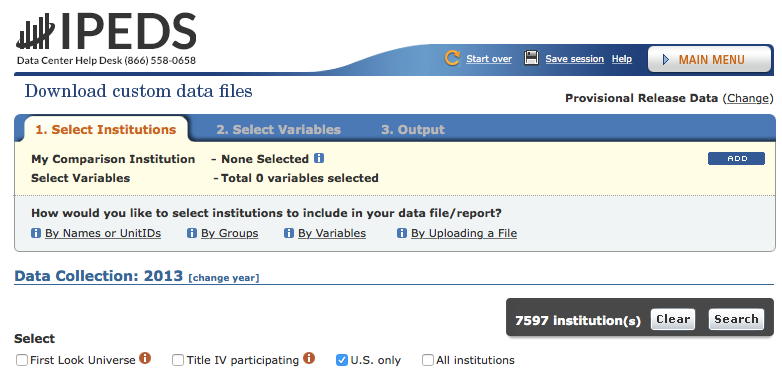 IPEDS
Data Center Help Desk (866) 558-0658
Start over Save session Help MAIN MENU
Download custom data files
Provisional Release Data (Change)
1. Select Institutions 2. Select Variables 3. Output
My Comparison Institution - None Selected
ADD
Select Variables - Total 0 variables selected
How would you like to select institutions to include in your data file/report?
By Names or UnitIDs By Groups By Variables By Uploading a File
Data Collection: 2013 [change year]
7597 institution(s) Clear Search
Select
First Look Universe Title IV participating U.S. only All institutions